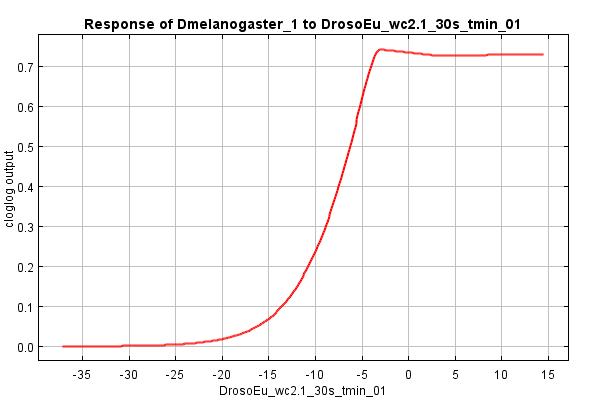 Response of Dmelanogaster_1 to DrosoEu_wc2.1_30s_tmin_01
cloglog output
0.7
0.6
0.5
0.4
0.3
0.2
0.1
0.0
-35 -30 -25 -20 -15 -10 -5 0 5 10 15
DrosoEu_wc2.1_30s_tmin_01